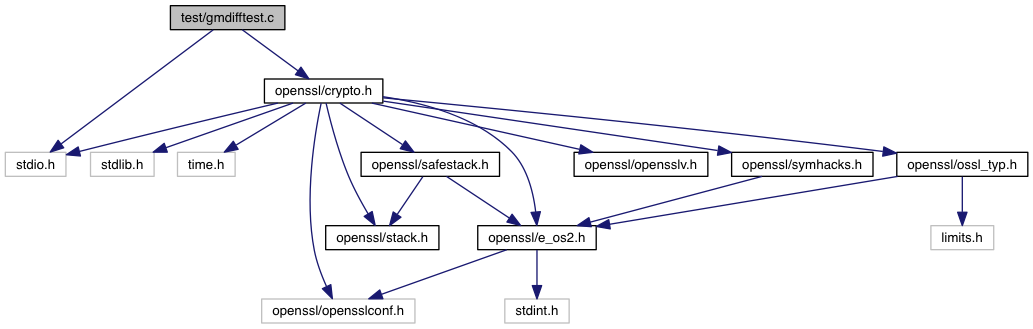 test/gmdifftest.c
openssl/crypto.h
stdio.h
stdlib.h
time.h
openssl/safestack.h
openssl/opensslv.h
openssl/symhacks.h
openssl/ossl_typ.h
openssl/stack.h
openssl/e_os2.h
limits.h
openssl/opensslconf.h
stdint.h